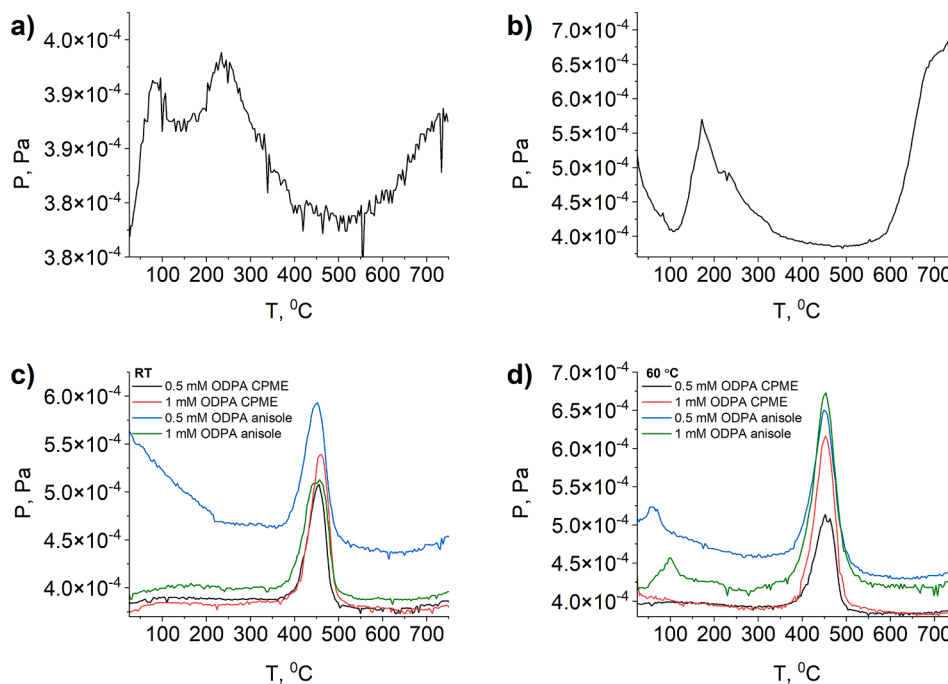 a)
4.0×10⁻⁴
3.9×10⁻⁴
3.9×10⁻⁴
3.8×10⁻⁴
3.8×10⁻⁴
P, Pa
100 200 300 400 500 600 700
T, ⁰C
b)
7.0×10⁻⁴
6.5×10⁻⁴
6.0×10⁻⁴
5.5×10⁻⁴
5.0×10⁻⁴
4.5×10⁻⁴
4.0×10⁻⁴
P, Pa
100 200 300 400 500 600 700
T, ⁰C
c)
RT
0.5 mM ODPA CPME
1 mM ODPA CPME
0.5 mM ODPA anisole
1 mM ODPA anisole
6.0×10⁻⁴
5.5×10⁻⁴
5.0×10⁻⁴
4.5×10⁻⁴
4.0×10⁻⁴
P, Pa
100 200 300 400 500 600 700
T, ⁰C
d)
60 °C
0.5 mM ODPA CPME
1 mM ODPA CPME
0.5 mM ODPA anisole
1 mM ODPA anisole
7.0×10⁻⁴
6.5×10⁻⁴
6.0×10⁻⁴
5.5×10⁻⁴
5.0×10⁻⁴
4.5×10⁻⁴
4.0×10⁻⁴
P, Pa
100 200 300 400 500 600 700
T, ⁰C